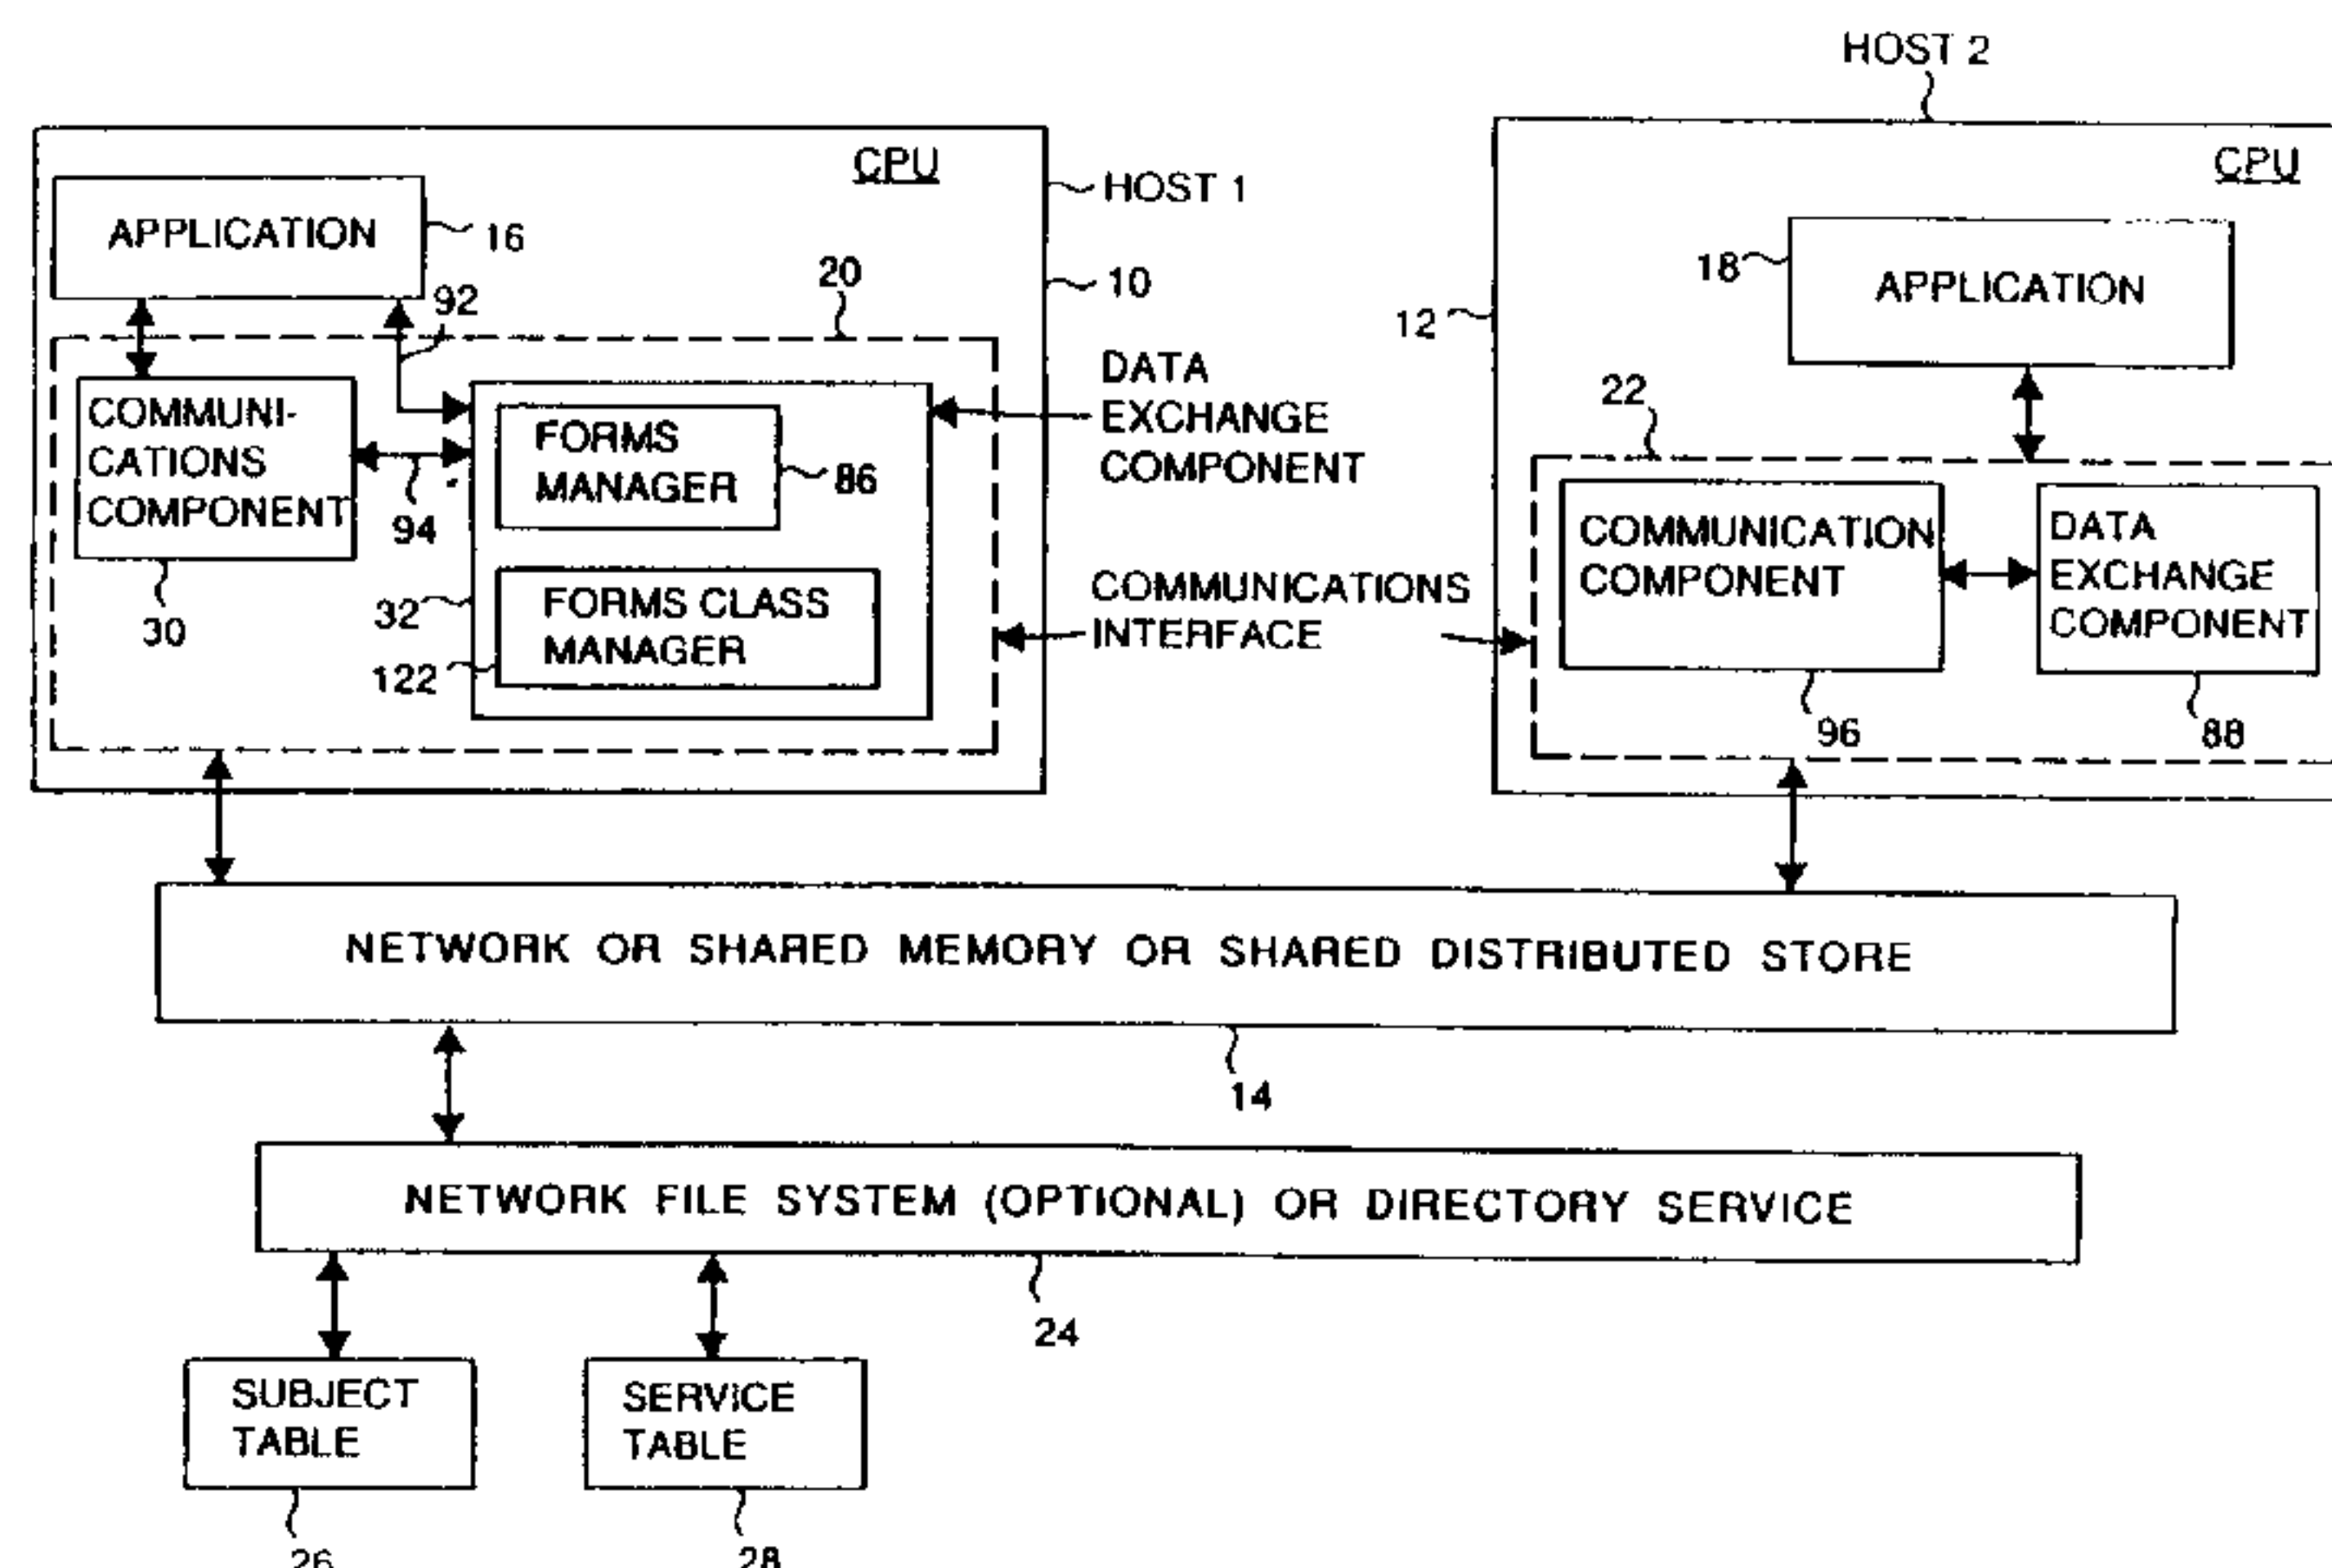 HOST 2
CPU
HOST 1
APPLICATION
16
10
92
20
COMMUNI-
CATIONS
COMPONENT
30
94
FORMS
MANAGER
86
32
FORMS CLASS
MANAGER
122
DATA
EXCHANGE
COMPONENT
COMMUNICATIONS
INTERFACE
CPU
18
APPLICATION
12
22
COMMUNICATION
COMPONENT
96
DATA
EXCHANGE
COMPONENT
88
NETWORK OR SHARED MEMORY OR SHARED DISTRIBUTED STORE
14
NETWORK FILE SYSTEM (OPTIONAL) OR DIRECTORY SERVICE
24
SUBJECT
TABLE
26
SERVICE
TABLE
28